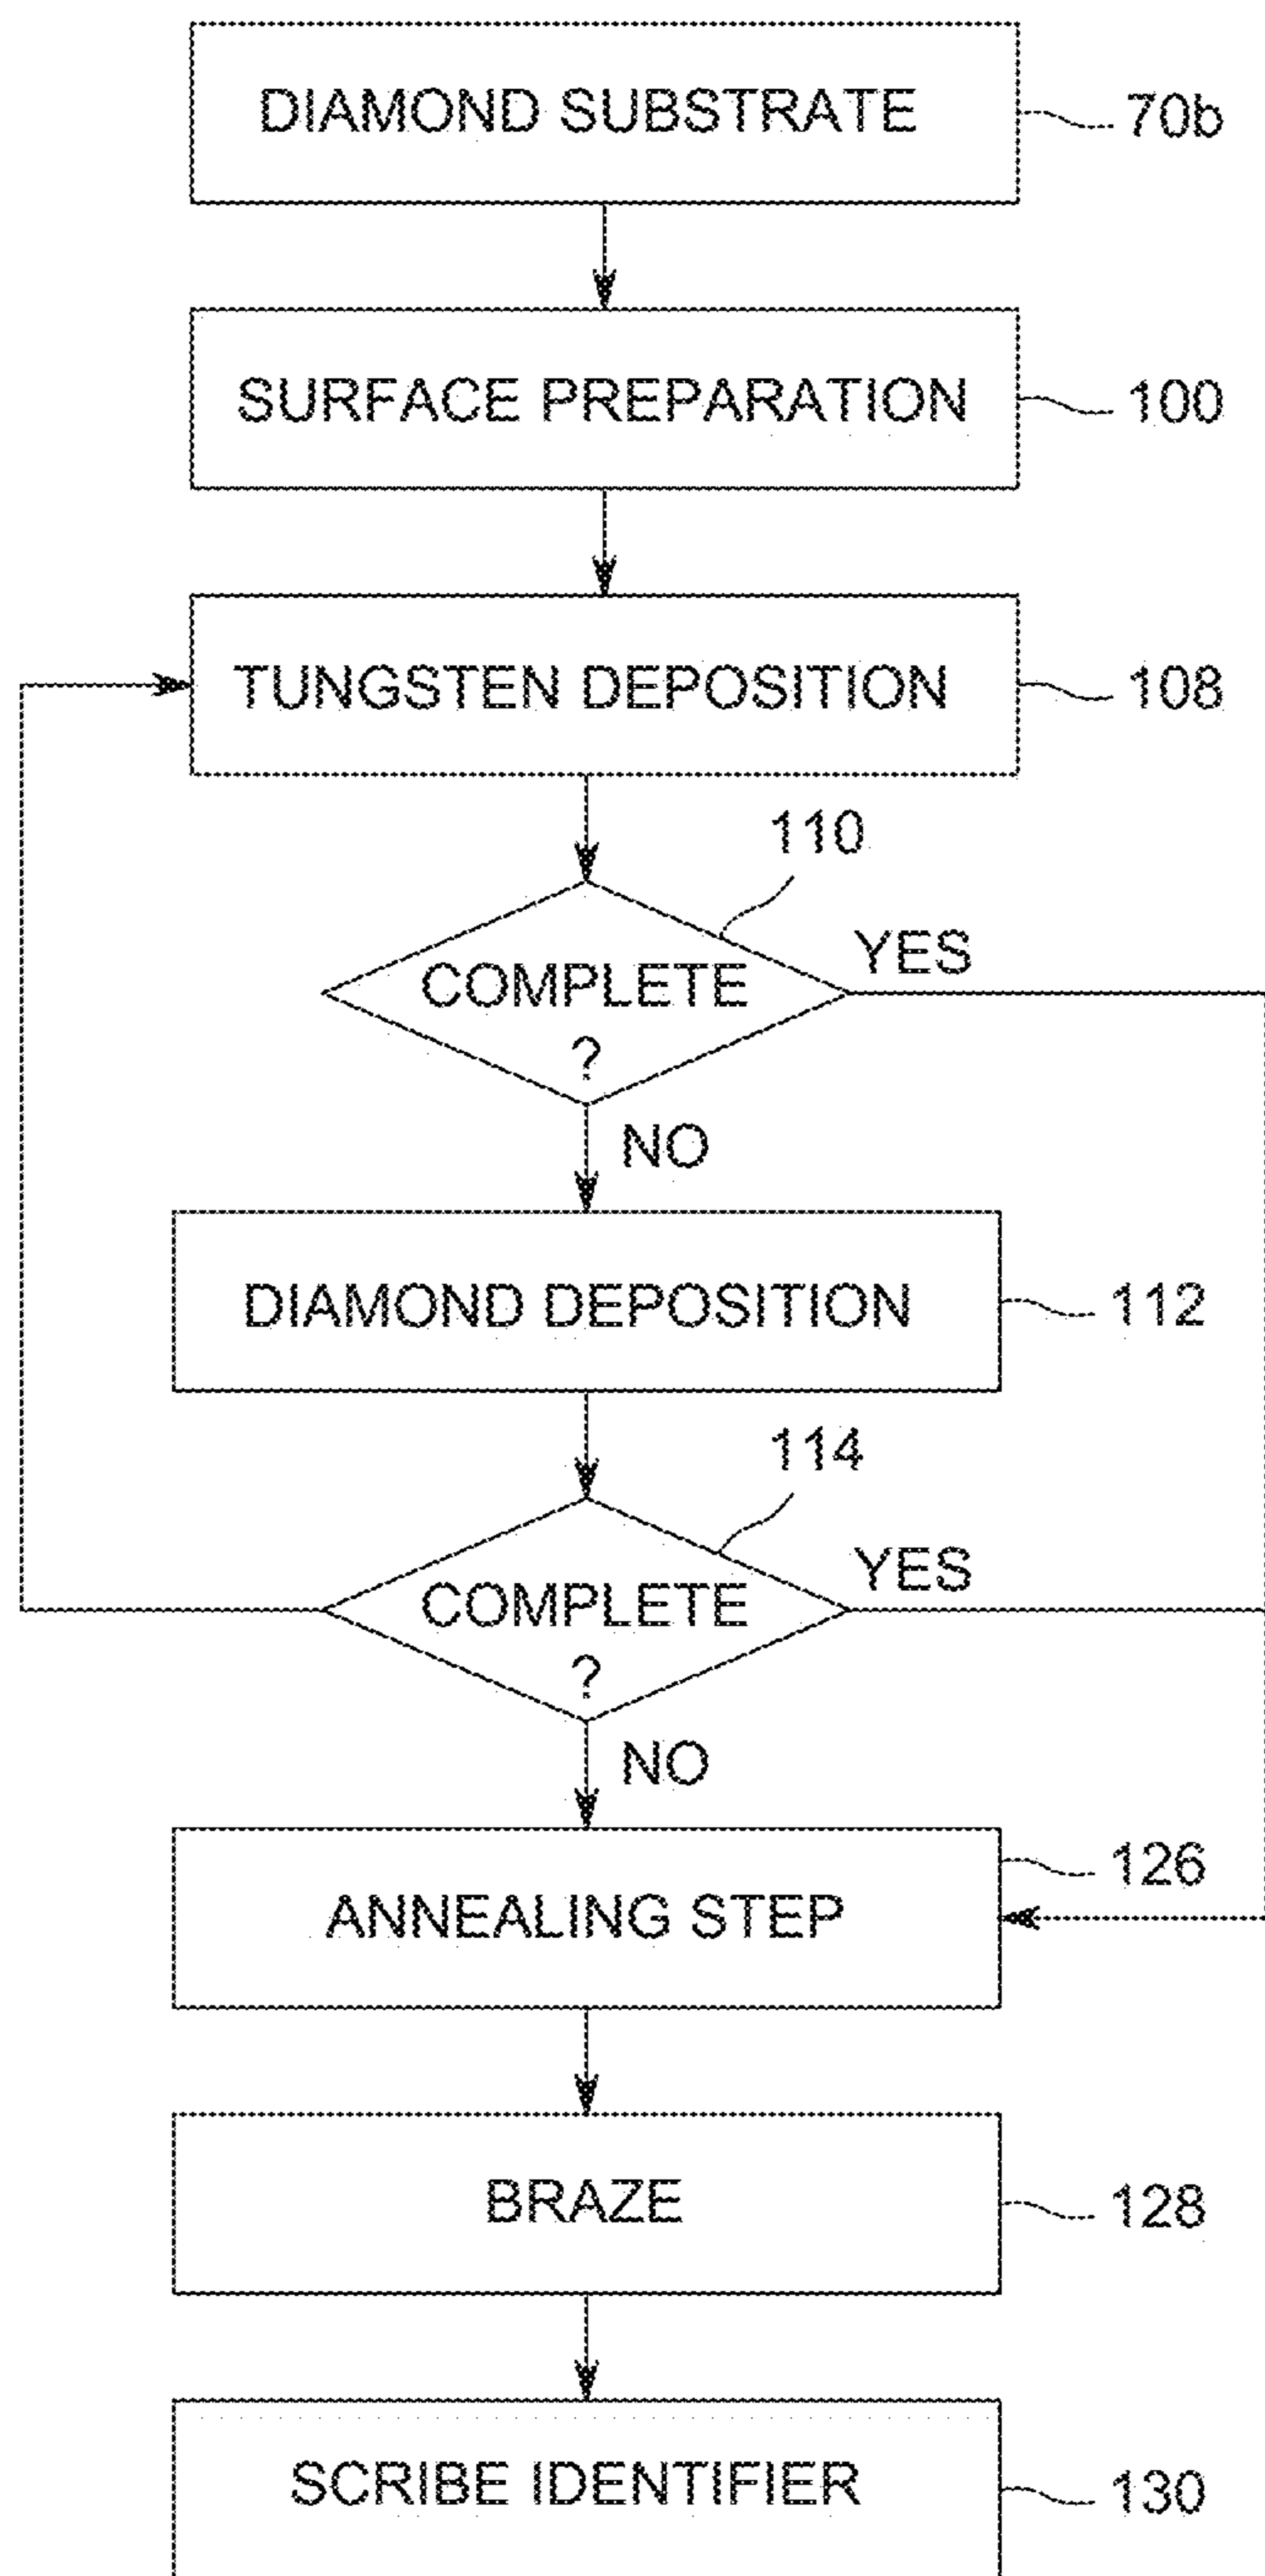 DIAMOND SUBSTRATE
70b
SURFACE PREPARATION
100
TUNGSTEN DEPOSITION
108
110
COMPLETE
?
YES
NO
DIAMOND DEPOSITION
112
114
COMPLETE
?
YES
NO
ANNEALING STEP
126
BRAZE
128
SCRIBE IDENTIFIER
130